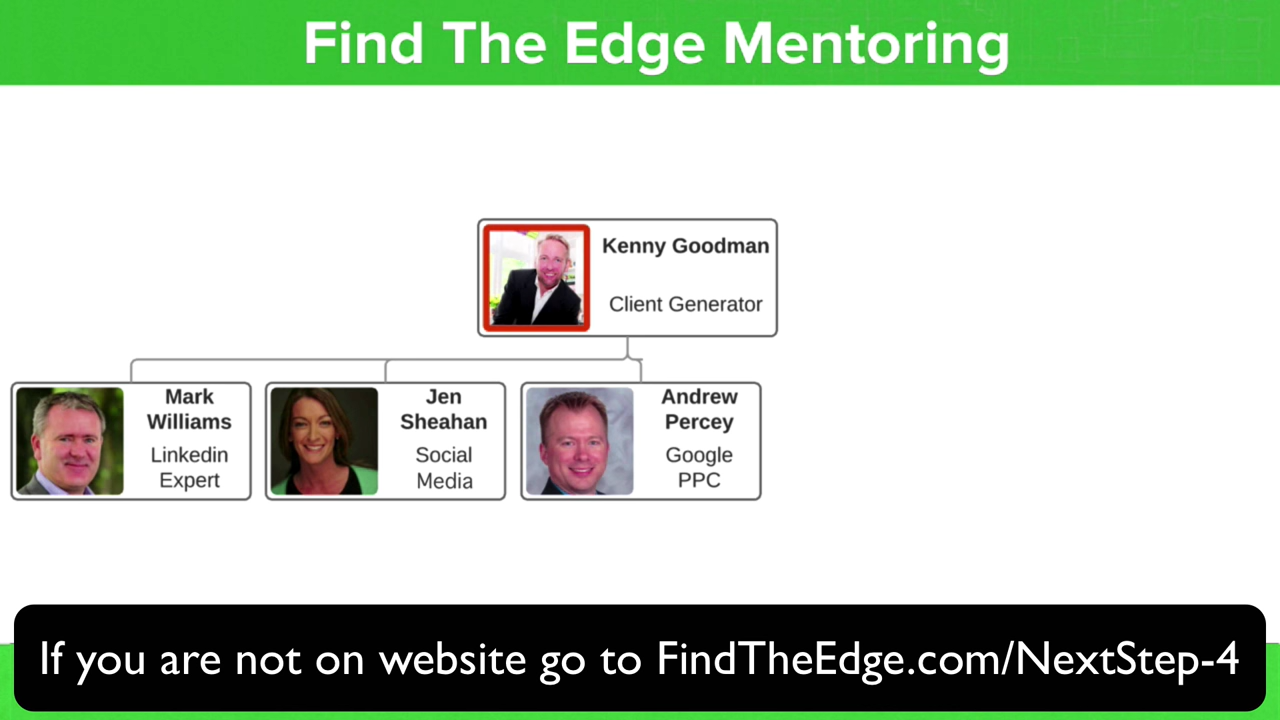 Find The Edge Mentoring
Kenny Goodman
Client Generator
Mark
Williams
Linkedin
Expert
Jen
Sheahan
Social
Media
Andrew
Percey
Google
PPC
If you are not on website go to FindTheEdge.com/NextStep-4